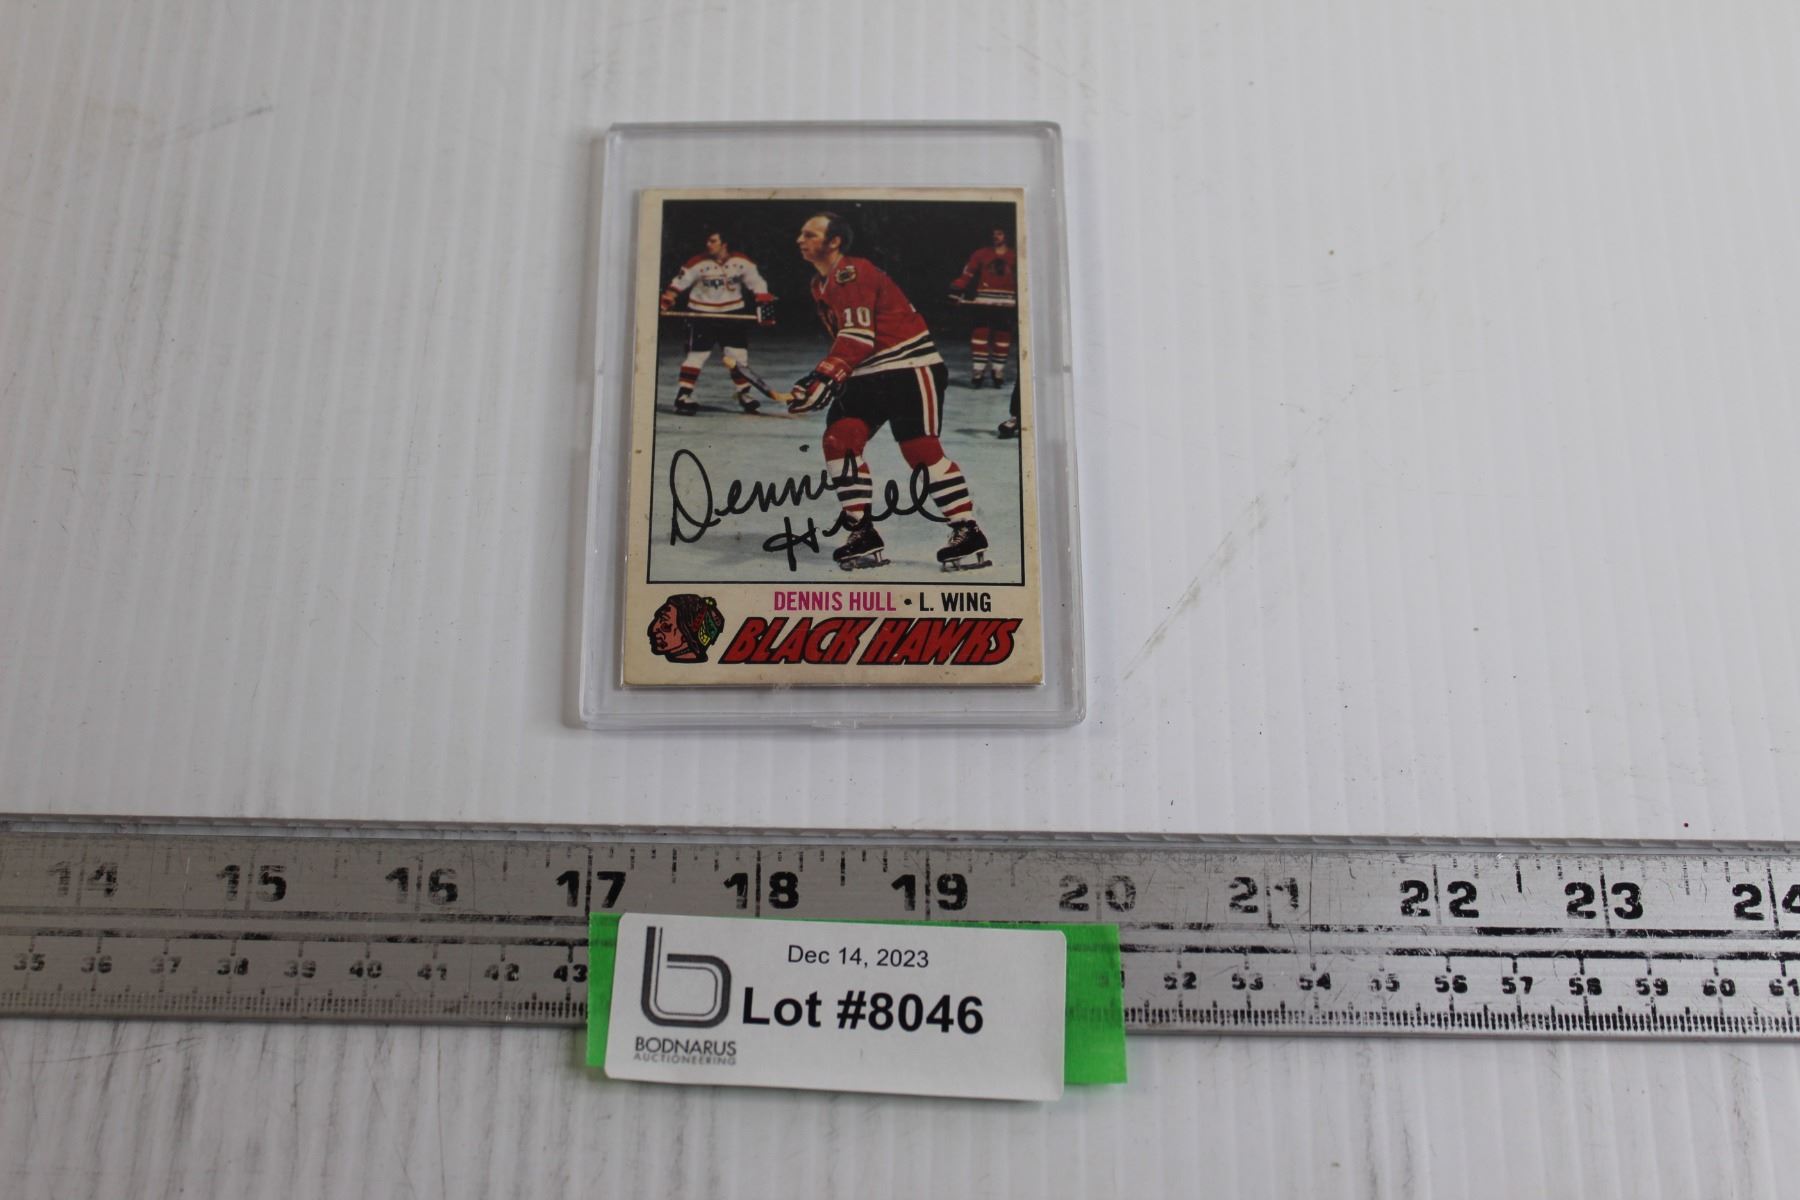 10
Dennis
Hull
DENNIS HULL • L. WING
BLACK HAWKS
14 15 16 17 18 19 20 21 22 23 24
35 36 37 38 39 40 41 42 43 52 53 54 55 56 57 58 59 60 61
Dec 14, 2023
Lot #8046
BODNARUS
AUCTIONEERING